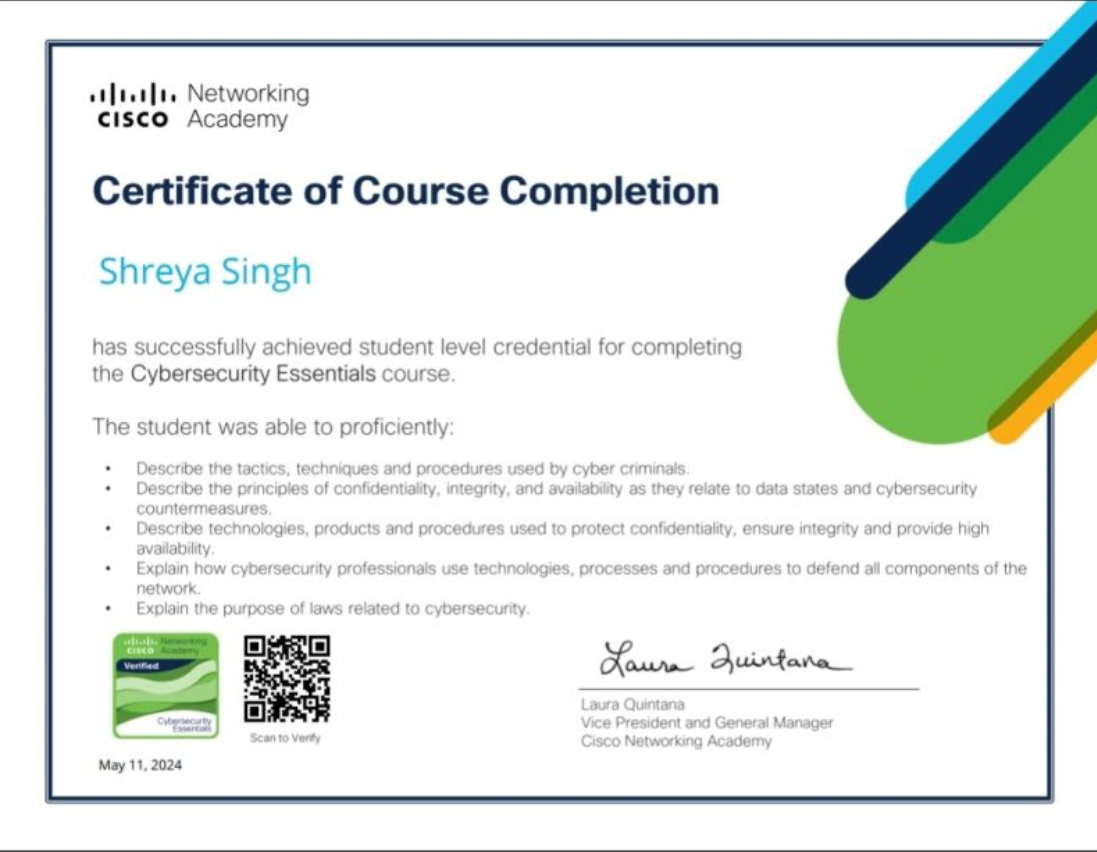 Networking
CISCO Academy
Certificate of Course Completion
Shreya Singh
has successfully achieved student level credential for completing
the Cybersecurity Essentials course.
The student was able to proficiently:
• Describe the tactics, techniques and procedures used by cyber criminals.
• Describe the principles of confidentiality, integrity, and availability as they relate to data states and cybersecurity
countermeasures.
• Describe technologies, products and procedures used to protect confidentiality, ensure integrity and provide high
availability.
• Explain how cybersecurity professionals use technologies, processes and procedures to defend all components of the
network.
• Explain the purpose of laws related to cybersecurity.
Networking
CISCO Academy
Verified
Cybersecurity
Essentials
Scan to Verify
May 11, 2024
Laura Quintana
Laura Quintana
Vice President and General Manager
Cisco Networking Academy